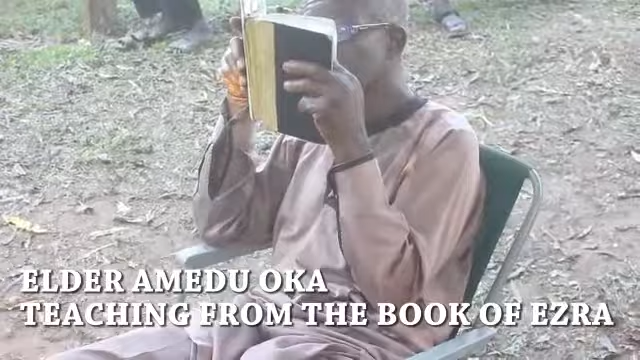 ELDER AMEDU OKA
TEACHING FROM THE BOOK OF EZRA